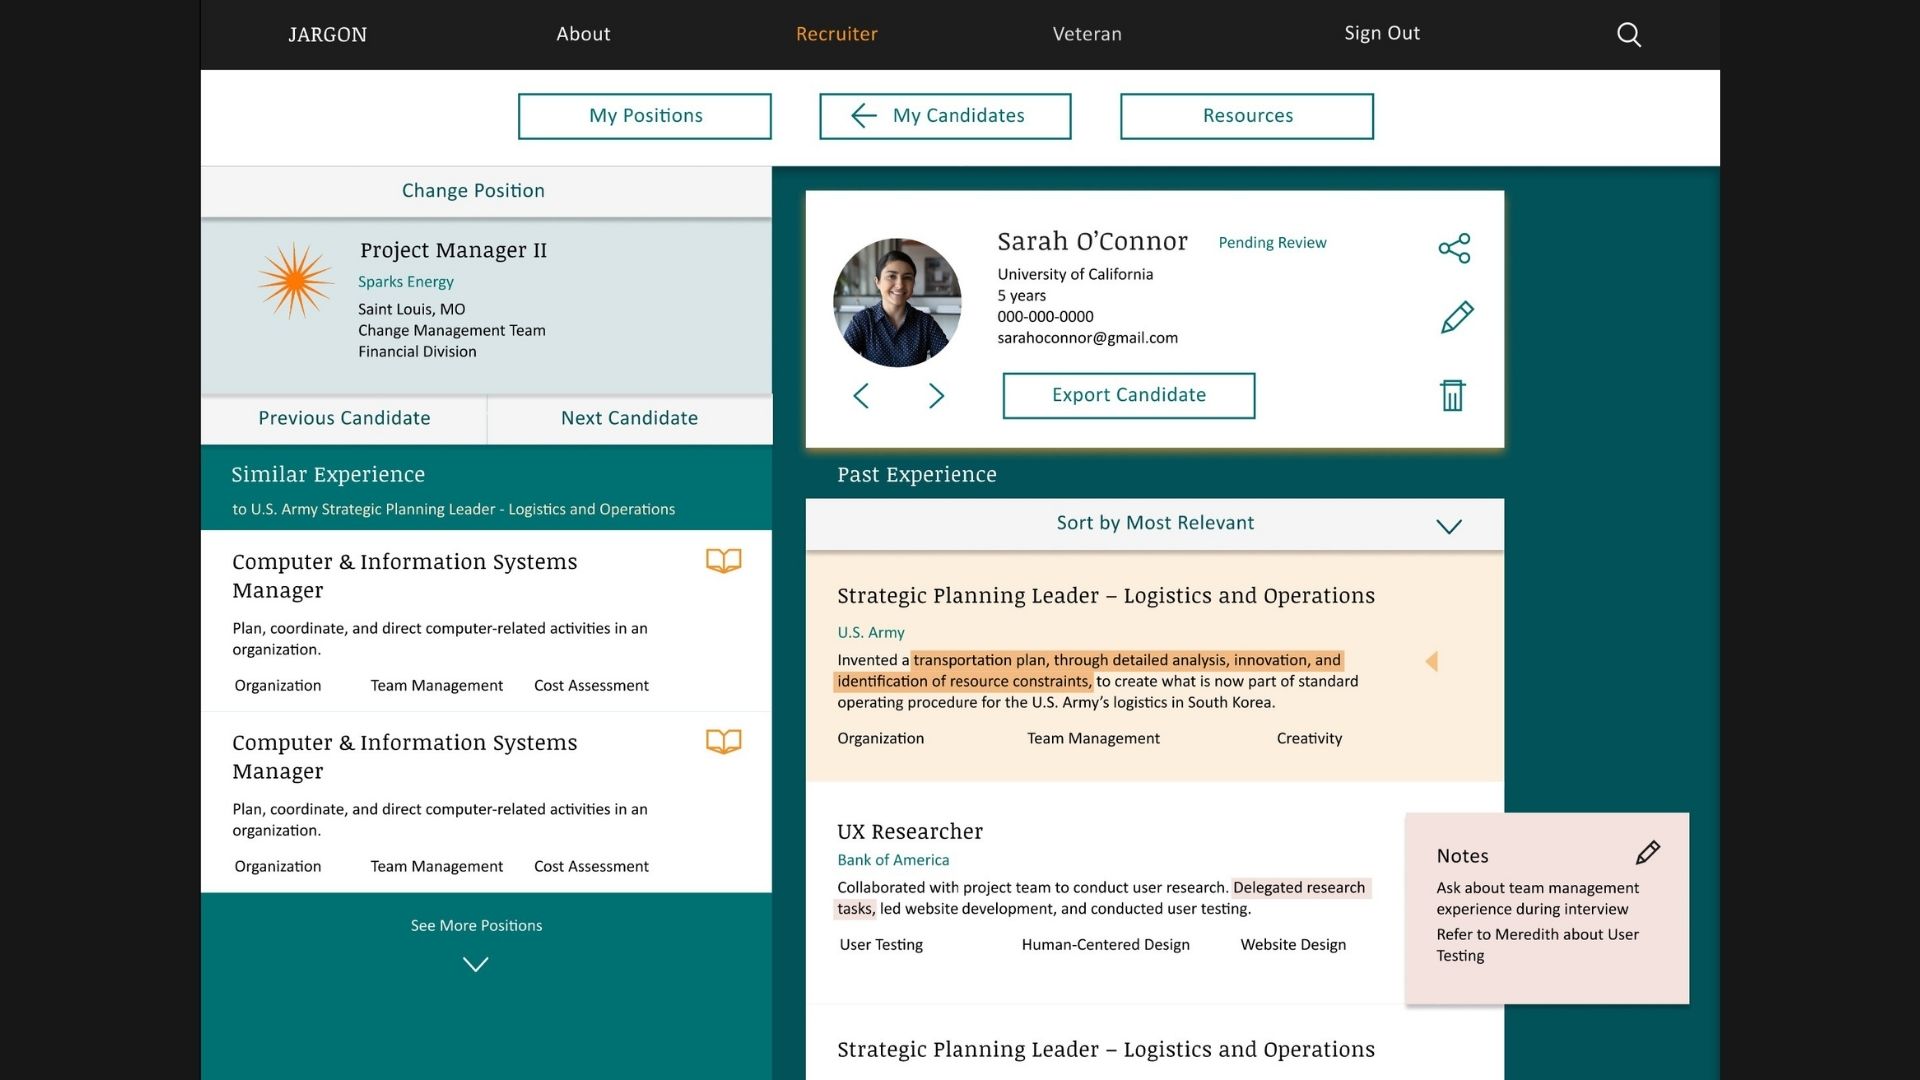 JARGON
About
Recruiter
Veteran
Sign Out
My Positions
My Candidates
Resources
Change Position
Project Manager II
Sparks Energy
Saint Louis, MO
Change Management Team
Financial Division
Previous Candidate
Next Candidate
Similar Experience
to U.S. Army Strategic Planning Leader - Logistics and Operations
Computer & Information Systems
Manager
Plan, coordinate, and direct computer-related activities in an
organization.
Organization Team Management Cost Assessment
Computer & Information Systems
Manager
Plan, coordinate, and direct computer-related activities in an
organization.
Organization Team Management Cost Assessment
See More Positions
Sarah O’Connor
Pending Review
University of California
5 years
000-000-0000
sarahoconnor@gmail.com
Export Candidate
Past Experience
Sort by Most Relevant
Strategic Planning Leader – Logistics and Operations
U.S. Army
Invented a transportation plan, through detailed analysis, innovation, and
identification of resource constraints, to create what is now part of standard
operating procedure for the U.S. Army’s logistics in South Korea.
Organization Team Management Creativity
UX Researcher
Bank of America
Collaborated with project team to conduct user research. Delegated research
tasks, led website development, and conducted user testing.
User Testing Human-Centered Design Website Design
Notes
Ask about team management
experience during interview
Refer to Meredith about User
Testing
Strategic Planning Leader – Logistics and Operations